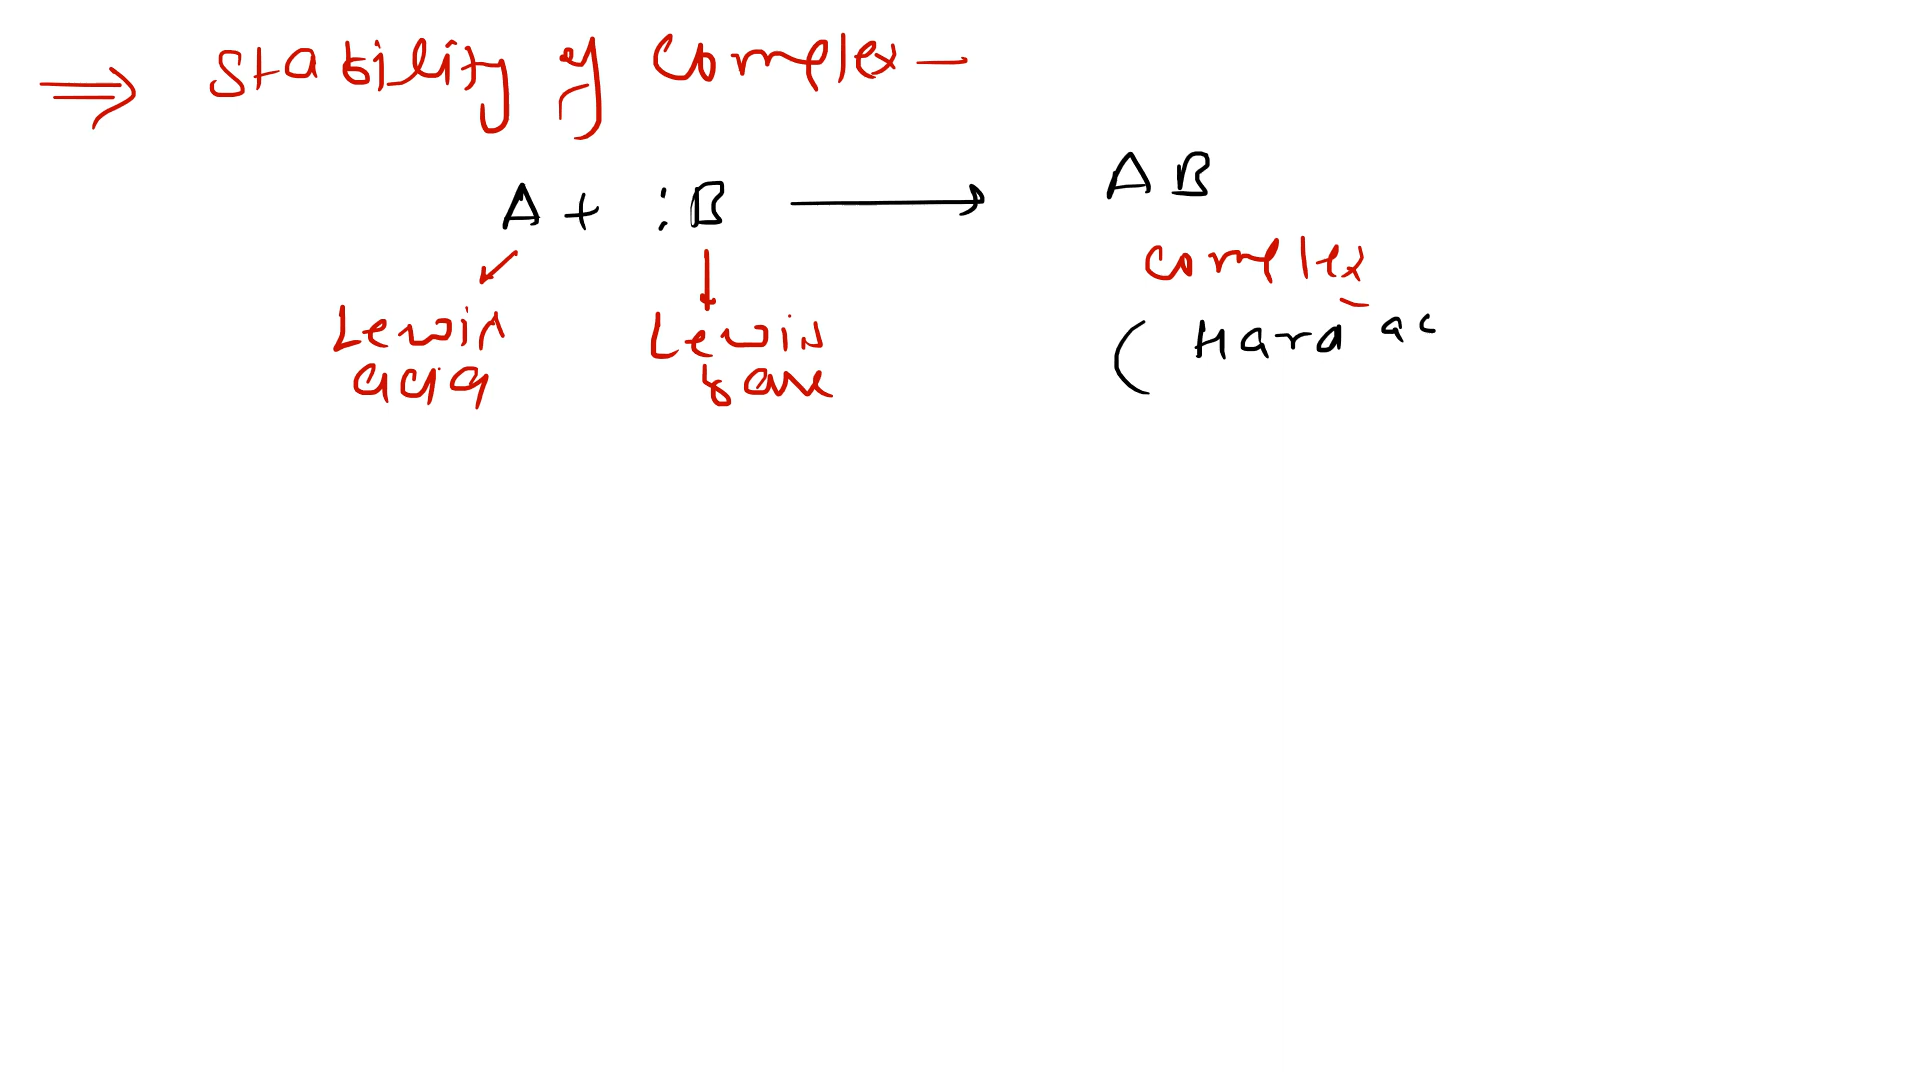 ⇒ Stability of Complex —
A + :B ⟶ AB
Lewis acid
Lewis base
complex
( Hard ac